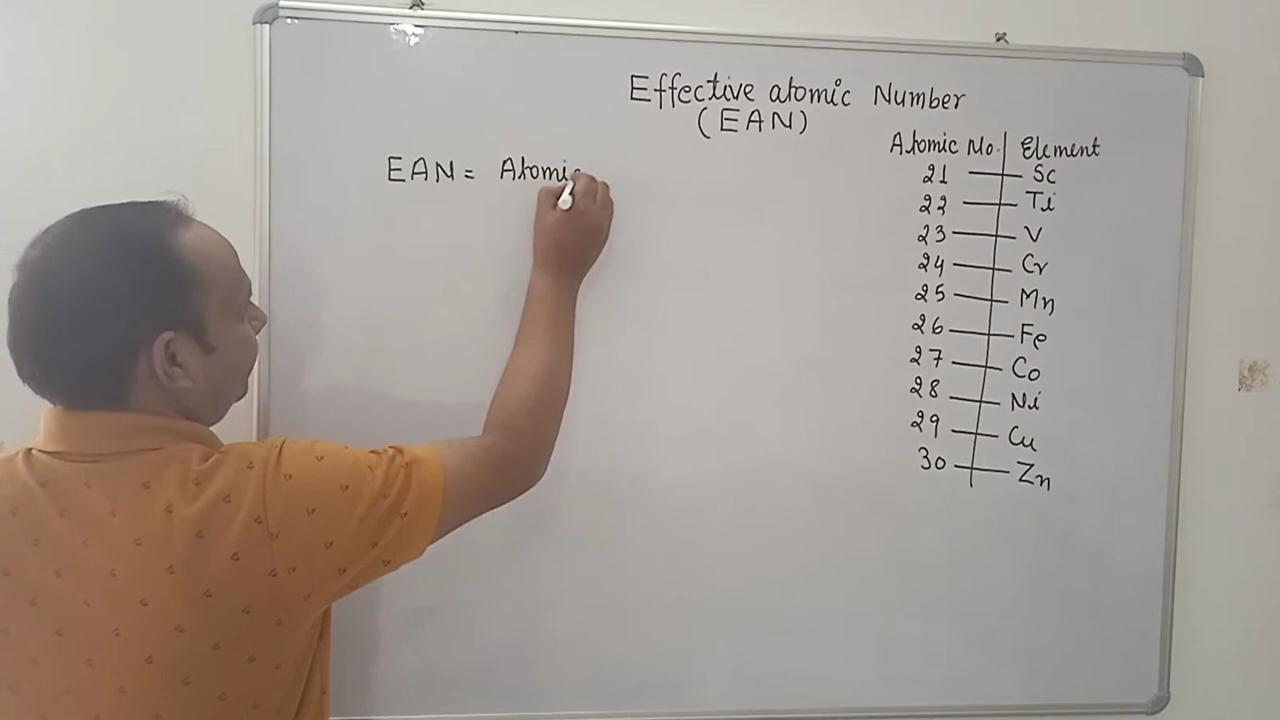 Effective atomic Number
(EAN)
EAN = Atomic
Atomic No. Element
21 Sc
22 Ti
23 V
24 Cr
25 Mn
26 Fe
27 Co
28 Ni
29 Cu
30 Zn